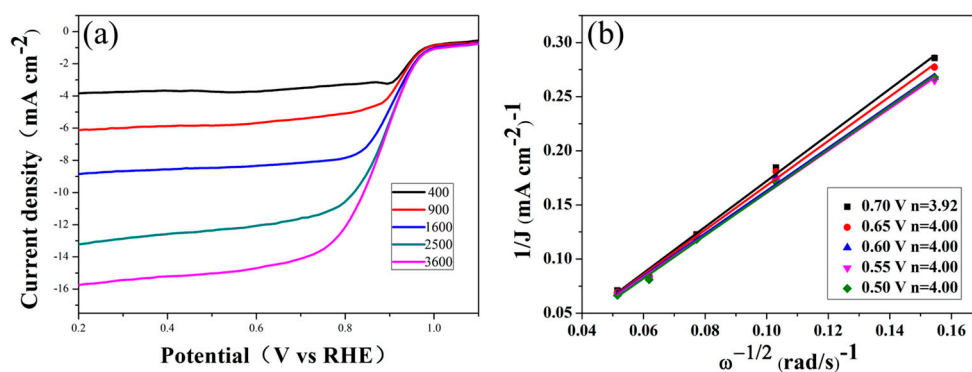 (a)
0
-2
-4
-6
-8
-10
-12
-14
-16
Current density (mA cm-2)
400
900
1600
2500
3600
0.2 0.4 0.6 0.8 1.0
Potential (V vs RHE)
(b)
0.30
0.25
0.20
0.15
0.10
0.05
1/J (mA cm-2)-1
0.70 V n=3.92
0.65 V n=4.00
0.60 V n=4.00
0.55 V n=4.00
0.50 V n=4.00
0.04 0.06 0.08 0.10 0.12 0.14 0.16
ω-1/2 (rad/s)-1